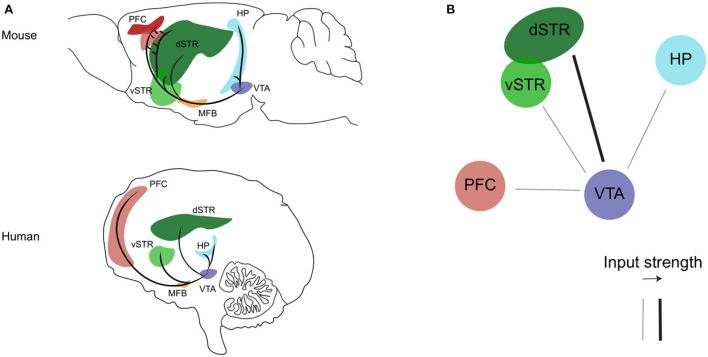 A
Mouse
PFC
HP
dSTR
vSTR
MFB
VTA
Human
PFC
dSTR
vSTR
HP
MFB
VTA
B
dSTR
HP
vSTR
PFC
VTA
Input strength